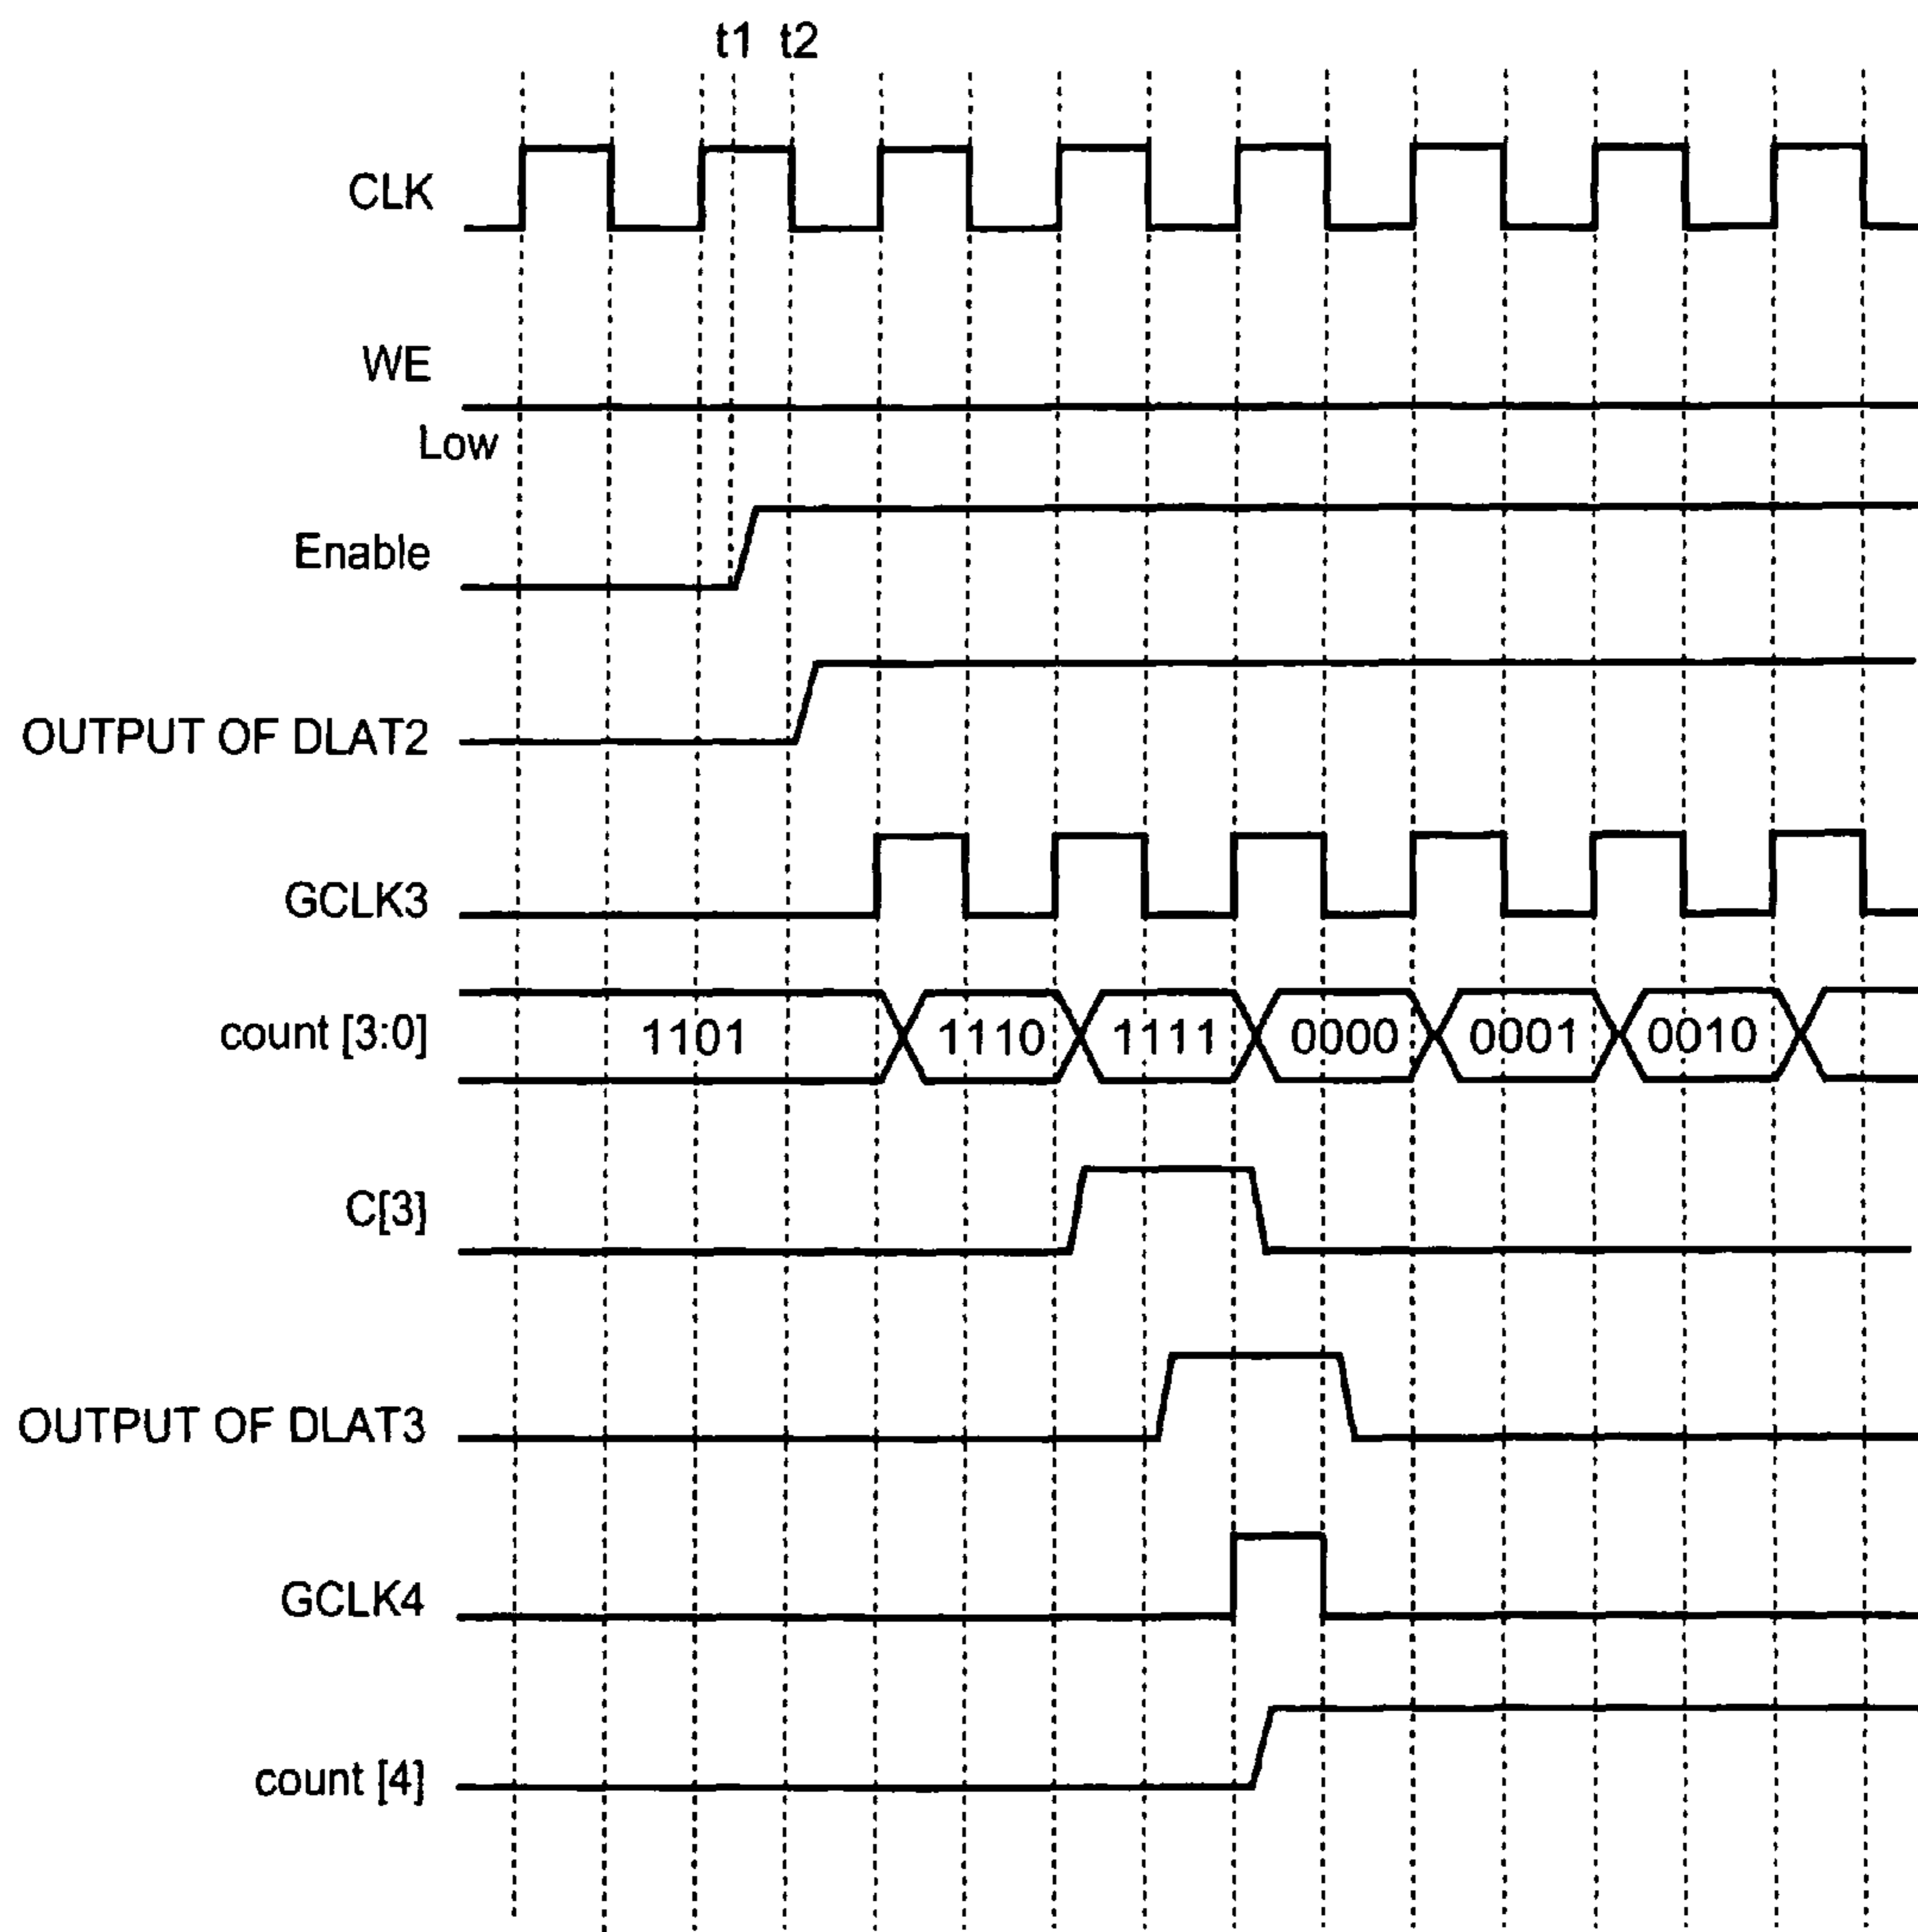 t1 t2
CLK
WE
Low
Enable
OUTPUT OF DLAT2
GCLK3
count [3:0] 1101 1110 1111 0000 0001 0010
C[3]
OUTPUT OF DLAT3
GCLK4
count [4]